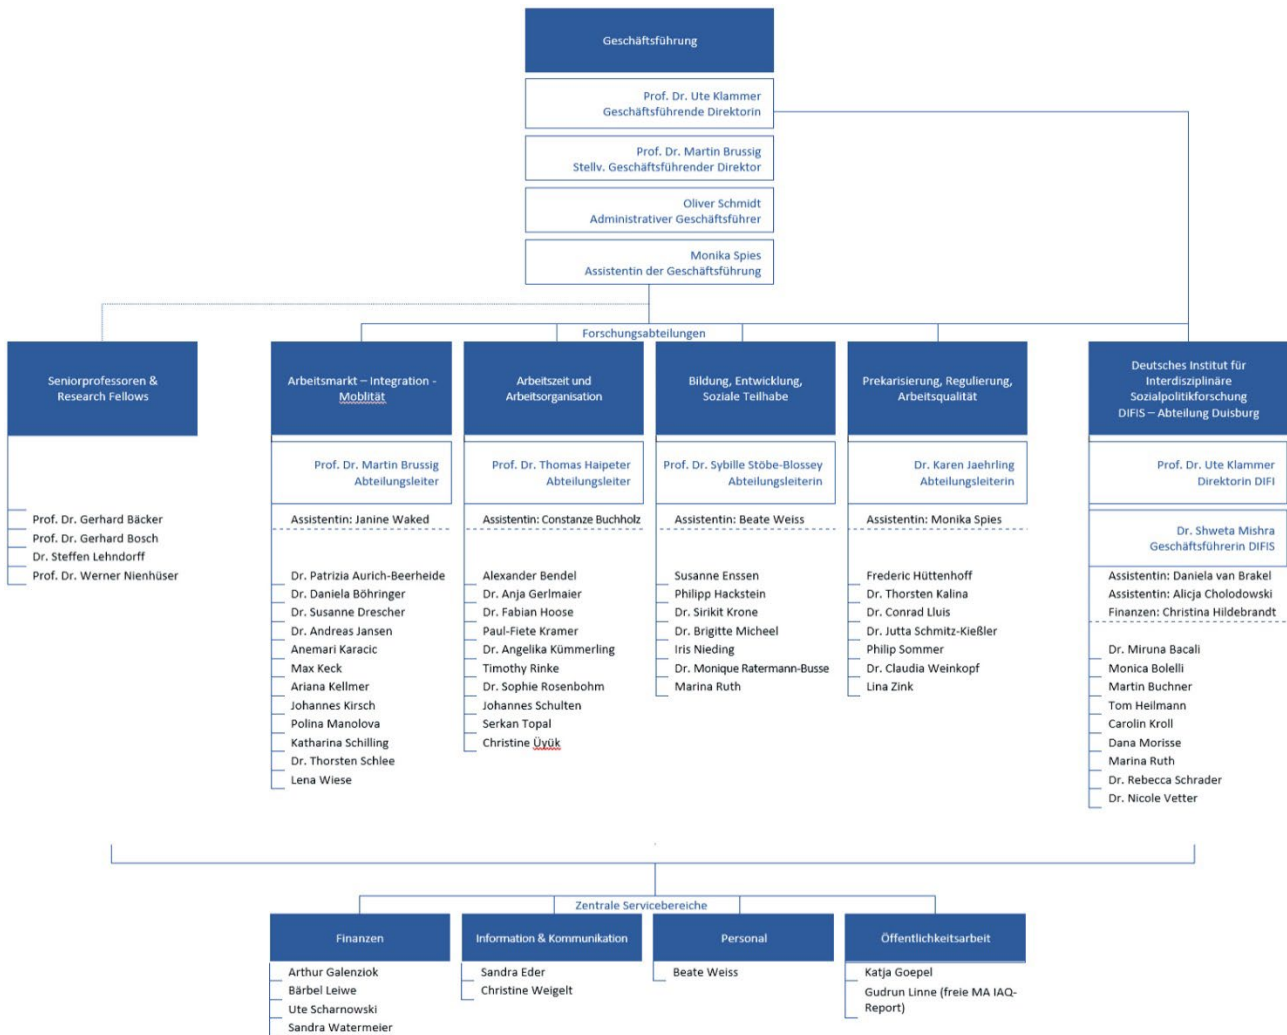 Geschäftsführung
Prof. Dr. Ute Klammer
Geschäftsführende Direktorin
Prof. Dr. Martin Brussig
Stellv. Geschäftsführender Direktor
Oliver Schmidt
Administrativer Geschäftsführer
Monika Spies
Assistentin der Geschäftsführung
Forschungsabteilungen
Seniorprofessoren &
Research Fellows
Prof. Dr. Gerhard Bäcker
Prof. Dr. Gerhard Bosch
Dr. Steffen Lehndorff
Prof. Dr. Werner Nienhüser
Arbeitsmarkt – Integration -
Moblität
Prof. Dr. Martin Brussig
Abteilungsleiter
Assistentin: Janine Waked
Dr. Patrizia Aurich-Beerheide
Dr. Daniela Böhringer
Dr. Susanne Drescher
Dr. Andreas Jansen
Anemari Karacic
Max Keck
Ariana Kellmer
Johannes Kirsch
Polina Manolova
Katharina Schilling
Dr. Thorsten Schlee
Lena Wiese
Arbeitszeit und
Arbeitsorganisation
Prof. Dr. Thomas Haipeter
Abteilungsleiter
Assistentin: Constanze Buchholz
Alexander Bendel
Dr. Anja Gerlmaier
Dr. Fabian Hoose
Paul-Fiete Kramer
Dr. Angelika Kümmerling
Timothy Rinke
Dr. Sophie Rosenbohm
Johannes Schulten
Serkan Topal
Christine Üyük
Bildung, Entwicklung,
Soziale Teilhabe
Prof. Dr. Sybille Stöbe-Blossey
Abteilungsleiterin
Assistentin: Beate Weiss
Susanne Enssen
Philipp Hackstein
Dr. Sirikit Krone
Dr. Brigitte Micheel
Iris Nieding
Dr. Monique Ratermann-Busse
Marina Ruth
Prekarisierung, Regulierung,
Arbeitsqualität
Dr. Karen Jaehrling
Abteilungsleiterin
Assistentin: Monika Spies
Frederic Hüttenhoff
Dr. Thorsten Kalina
Dr. Conrad Lluis
Dr. Jutta Schmitz-Kießler
Philip Sommer
Dr. Claudia Weinkopf
Lina Zink
Deutsches Institut für
Interdisziplinäre
Sozialpolitikforschung
DIFIS – Abteilung Duisburg
Prof. Dr. Ute Klammer
Direktorin DIFI
Dr. Shweta Mishra
Geschäftsführerin DIFIS
Assistentin: Daniela van Brakel
Assistentin: Alicja Cholodowski
Finanzen: Christina Hildebrandt
Dr. Miruna Bacali
Monica Bolelli
Martin Buchner
Tom Heilmann
Carolin Kroll
Dana Morisse
Marina Ruth
Dr. Rebecca Schrader
Dr. Nicole Vetter
Zentrale Servicebereiche
Finanzen
Arthur Galenziok
Bärbel Leiwe
Ute Scharnowski
Sandra Watermeier
Information & Kommunikation
Sandra Eder
Christine Weigelt
Personal
Beate Weiss
Öffentlichkeitsarbeit
Katja Goepel
Gudrun Linne (freie MA IAQ-
Report)